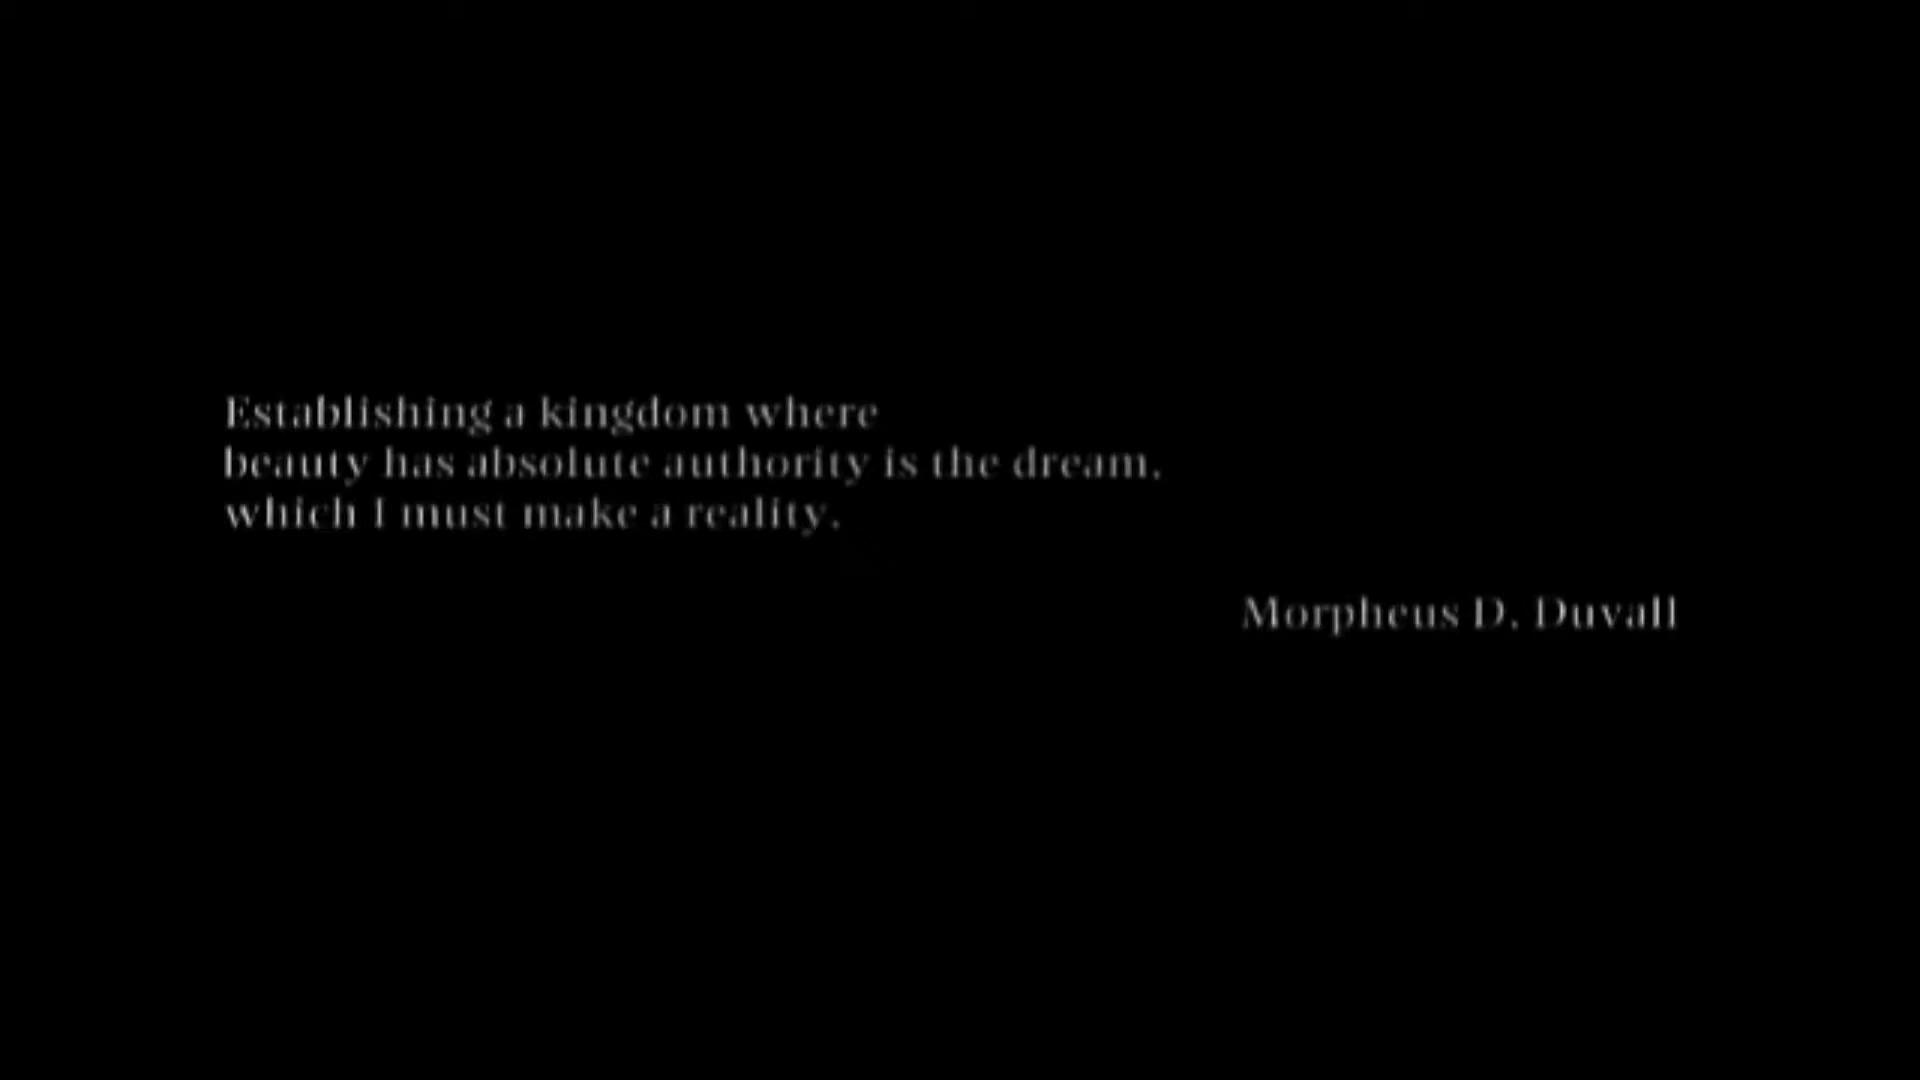 Establishing a kingdom where
beauty has absolute authority is the dream,
which I must make a reality.
Morpheus D. Duvall